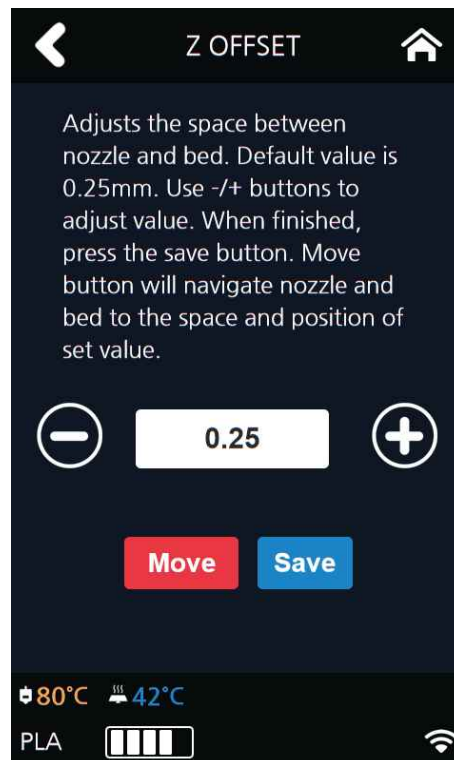 Z OFFSET
Adjusts the space between
nozzle and bed. Default value is
0.25mm. Use -/+ buttons to
adjust value. When finished,
press the save button. Move
button will navigate nozzle and
bed to the space and position of
set value.
0.25
Move Save
80°C 42°C
PLA